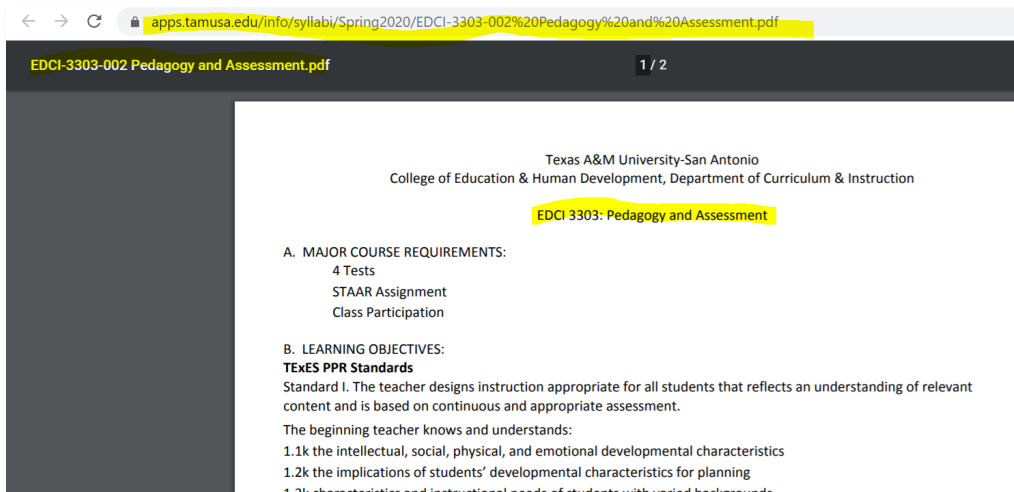 apps.tamusa.edu/info/syllabi/Spring2020/EDCI-3303-002%20Pedagogy%20and%20Assessment.pdf
EDCI-3303-002 Pedagogy and Assessment.pdf 1 / 2
Texas A&M University-San Antonio
College of Education & Human Development, Department of Curriculum & Instruction
EDCI 3303: Pedagogy and Assessment
A. MAJOR COURSE REQUIREMENTS:
4 Tests
STAAR Assignment
Class Participation
B. LEARNING OBJECTIVES:
TExES PPR Standards
Standard I. The teacher designs instruction appropriate for all students that reflects an understanding of relevant
content and is based on continuous and appropriate assessment.
The beginning teacher knows and understands:
1.1k the intellectual, social, physical, and emotional developmental characteristics
1.2k the implications of students' developmental characteristics for planning